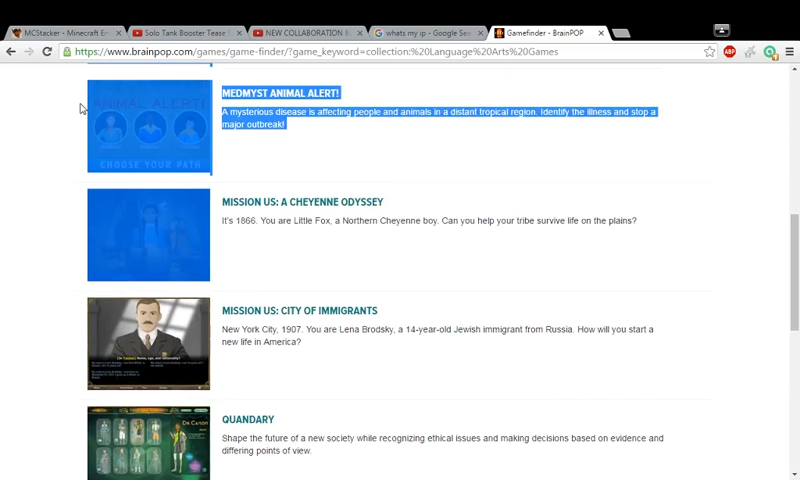 MCStacker - Minecraft En
Solo Tank Booster Tease
NEW COLLABORATION
whats my ip - Google Sea
Gamefinder - BrainPOP
https://www.brainpop.com/games/game-finder/?game_keyword=collection:%20Language%20Arts%20Games
ABP
ANIMAL ALERT!
CHOOSE YOUR PATH
MEDMYST ANIMAL ALERT!
A mysterious disease is affecting people and animals in a distant tropical region. Identify the illness and stop a
major outbreak!
MISSION US: A CHEYENNE ODYSSEY
It's 1866. You are Little Fox, a Northern Cheyenne boy. Can you help your tribe survive life on the plains?
MISSION US: CITY OF IMMIGRANTS
New York City, 1907. You are Lena Brodsky, a 14-year-old Jewish immigrant from Russia. How will you start a
new life in America?
QUANDARY
Shape the future of a new society while recognizing ethical issues and making decisions based on evidence and
differing points of view.
DR CANON